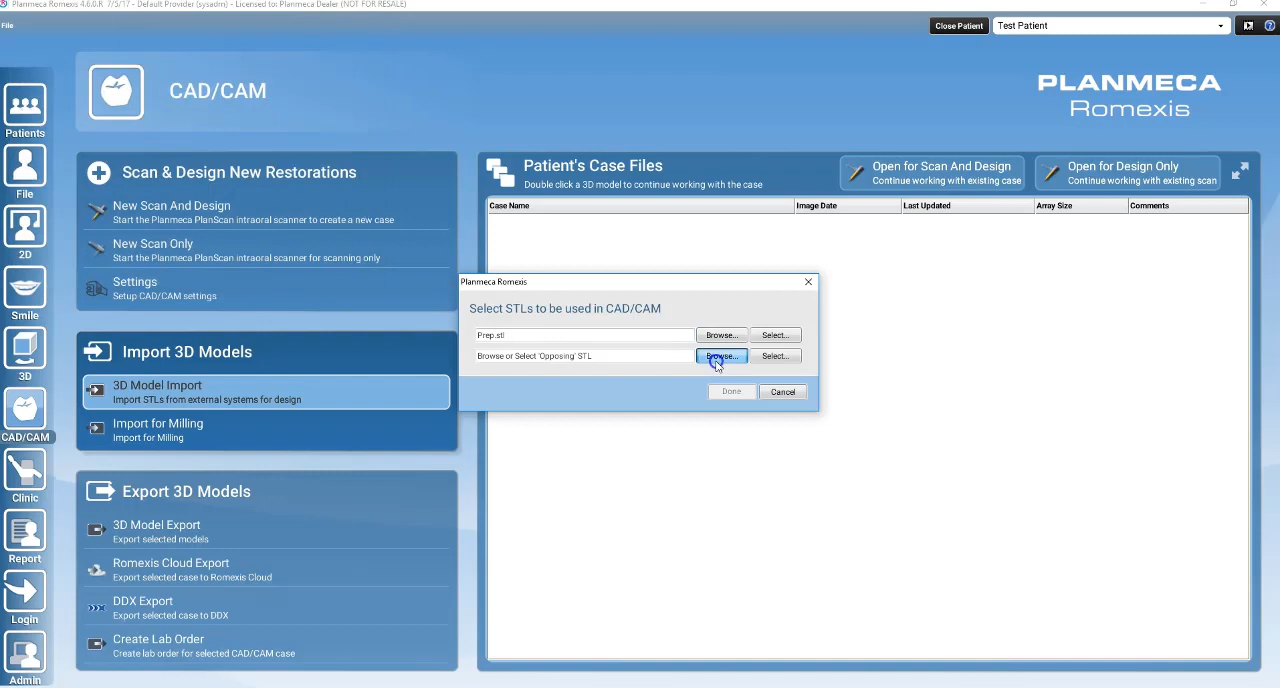 Planmeca Romexis 4.6.0.R 7/5/17 - Default Provider (sysadm) - Licensed to: Planmeca Dealer (NOT FOR RESALE)
File
Close Patient
Test Patient
CAD/CAM
PLANMECA
Romexis
Patients
File
2D
Smile
3D
CAD/CAM
Clinic
Report
Login
Admin
Scan & Design New Restorations
New Scan And Design
Start the Planmeca PlanScan intraoral scanner to create a new case
New Scan Only
Start the Planmeca PlanScan intraoral scanner for scanning only
Settings
Setup CAD/CAM settings
Import 3D Models
3D Model Import
Import STLs from external systems for design
Import for Milling
Import for Milling
Export 3D Models
3D Model Export
Export selected models
Romexis Cloud Export
Export selected case to Romexis Cloud
DDX Export
Export selected case to DDX
Create Lab Order
Create lab order for selected CAD/CAM case
Patient's Case Files
Double click a 3D model to continue working with the case
Open for Scan And Design
Continue working with existing case
Open for Design Only
Continue working with existing scan
Case Name Image Date Last Updated Array Size Comments
Planmeca Romexis
Select STLs to be used in CAD/CAM
Prep.stl Browse... Select...
Browse or Select 'Opposing' STL Browse... Select...
Done Cancel